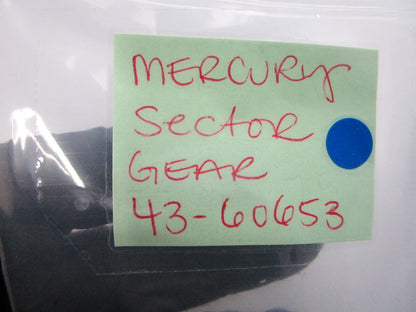 MERCURY
Sector
GEAR
43-60653